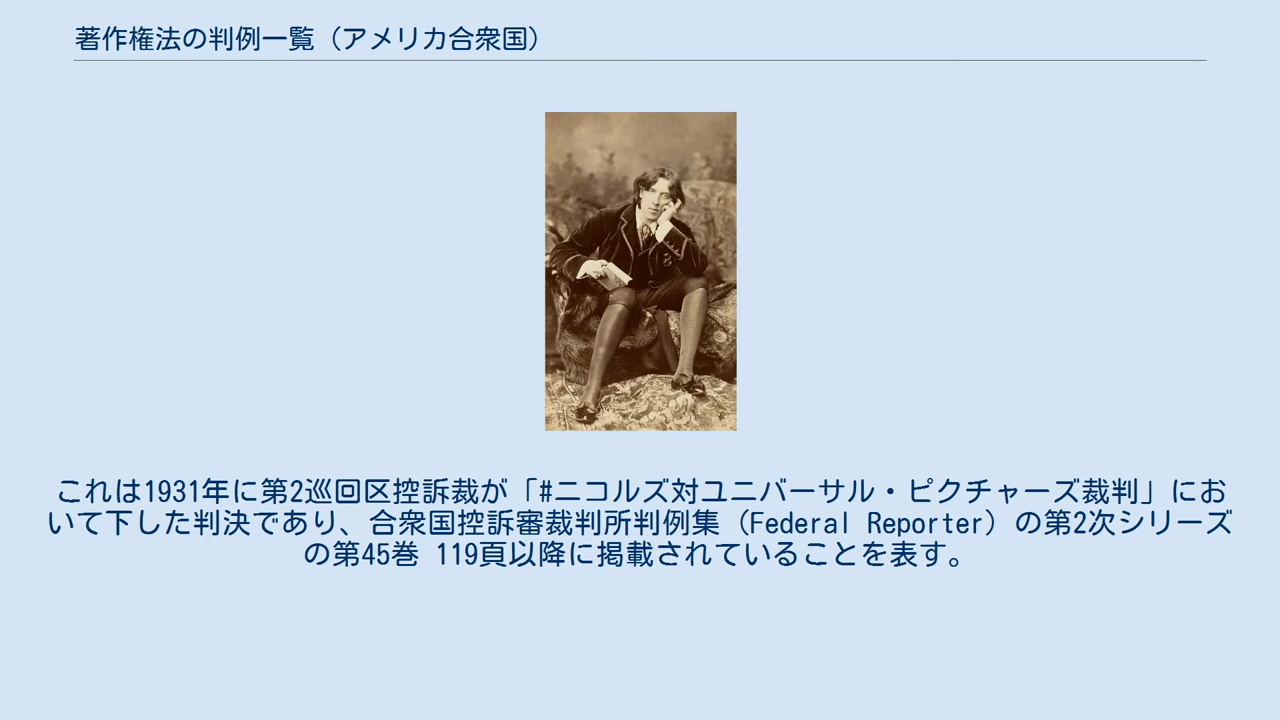 著作権法の判例一覧（アメリカ合衆国）
これは1931年に第2巡回区控訴裁が「#ニコルズ対ユニバーサル・ピクチャーズ裁判」にお
いて下した判決であり、合衆国控訴審裁判所判例集（Federal Reporter）の第2次シリーズ
の第45巻 119頁以降に掲載されていることを表す。